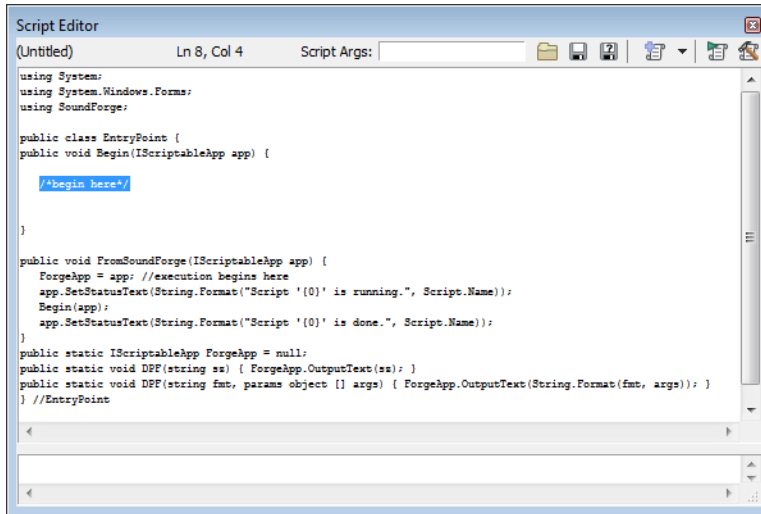 Script Editor
(Untitled) Ln 8, Col 4 Script Args:
using System;
using System.Windows.Forms;
using SoundForge;
public class EntryPoint {
public void Begin(IScriptableApp app) {
/*begin here*/
}
public void FromSoundForge(IScriptableApp app) {
ForgeApp = app; //execution begins here
app.SetStatusText(String.Format("Script '{0}' is running.", Script.Name));
Begin(app);
app.SetStatusText(String.Format("Script '{0}' is done.", Script.Name));
}
public static IScriptableApp ForgeApp = null;
public static void DPF(string sz) { ForgeApp.OutputText(sz); }
public static void DPF(string fmt, params object [] args) { ForgeApp.OutputText(String.Format(fmt, args)); }
} //EntryPoint